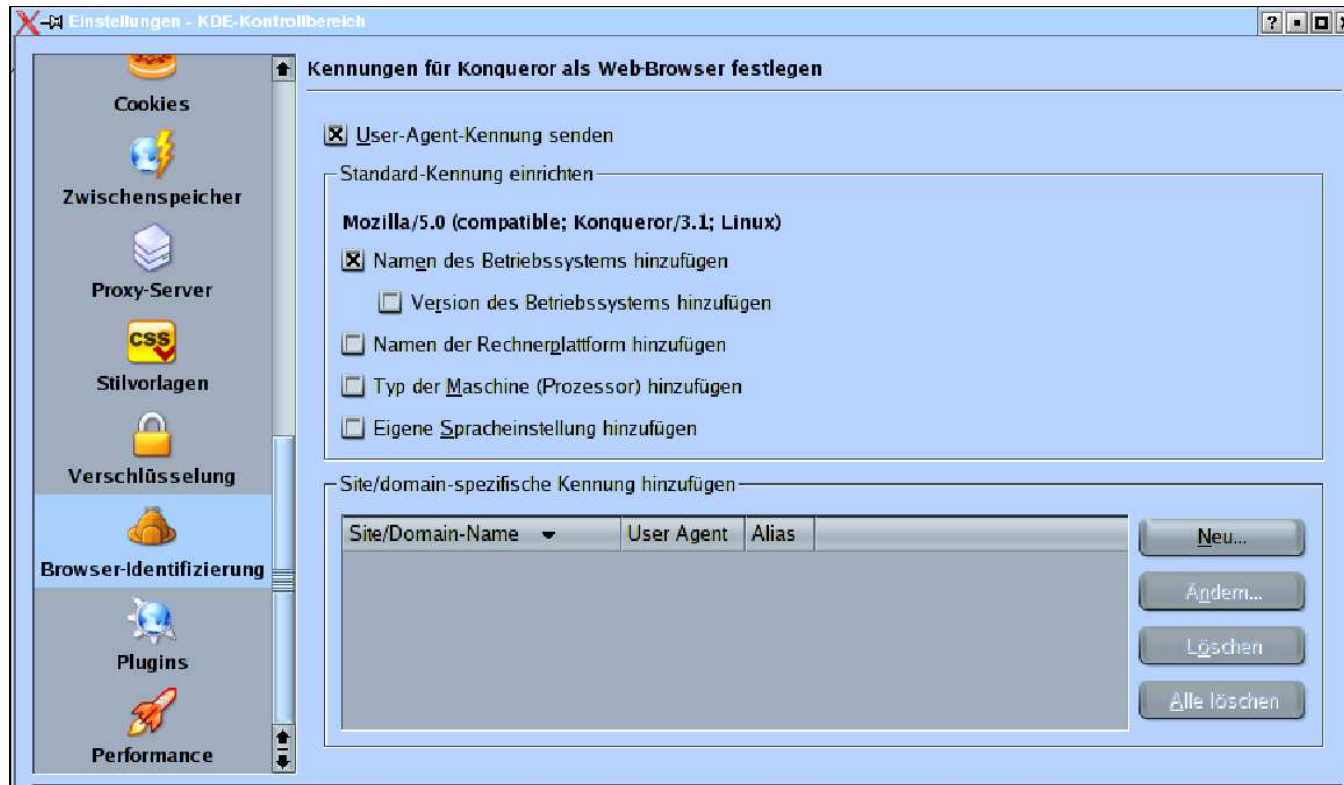 Einstellungen - KDE-Kontrollbereich
Cookies
Zwischenspeicher
Proxy-Server
CSS
Stilvorlagen
Verschlüsselung
Browser-Identifizierung
Plugins
Performance
Kennungen für Konqueror als Web-Browser festlegen
User-Agent-Kennung senden
Standard-Kennung einrichten
Mozilla/5.0 (compatible; Konqueror/3.1; Linux)
Namen des Betriebssystems hinzufügen
Version des Betriebssystems hinzufügen
Namen der Rechnerplattform hinzufügen
Typ der Maschine (Prozessor) hinzufügen
Eigene Spracheinstellung hinzufügen
Site/domain-spezifische Kennung hinzufügen
Site/Domain-Name User Agent Alias
Neu...
Ändern...
Löschen
Alle löschen